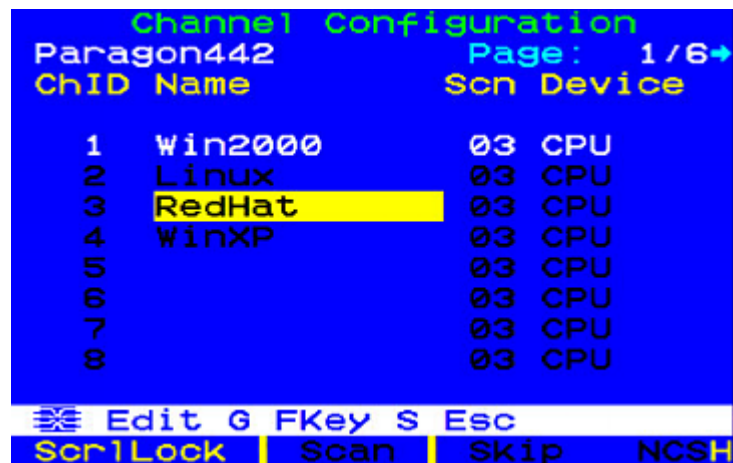 Channel Configuration
Paragon442 Page: 1/6→
ChID Name Scn Device
1 Win2000 03 CPU
2 Linux 03 CPU
3 RedHat 03 CPU
4 WinXP 03 CPU
5 03 CPU
6 03 CPU
7 03 CPU
8 03 CPU
Edit G FKey S Esc
ScrlLock Scan Skip NCSH